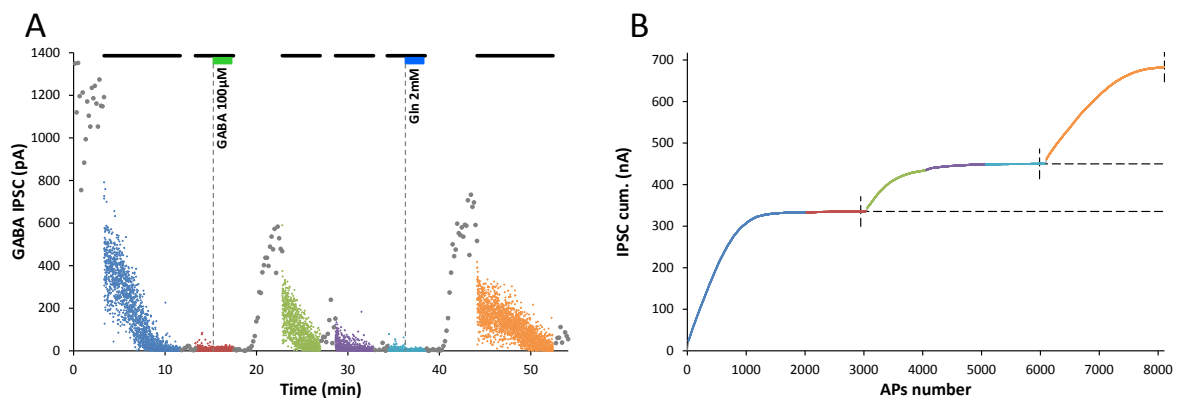 A
GABA IPSC (pA)
1400
1200
1000
800
600
400
200
0
GABA 100µM
Gln 2mM
0 10 20 30 40 50
Time (min)
B
IPSC cum. (nA)
700
600
500
400
300
200
100
0
0 1000 2000 3000 4000 5000 6000 7000 8000
APs number